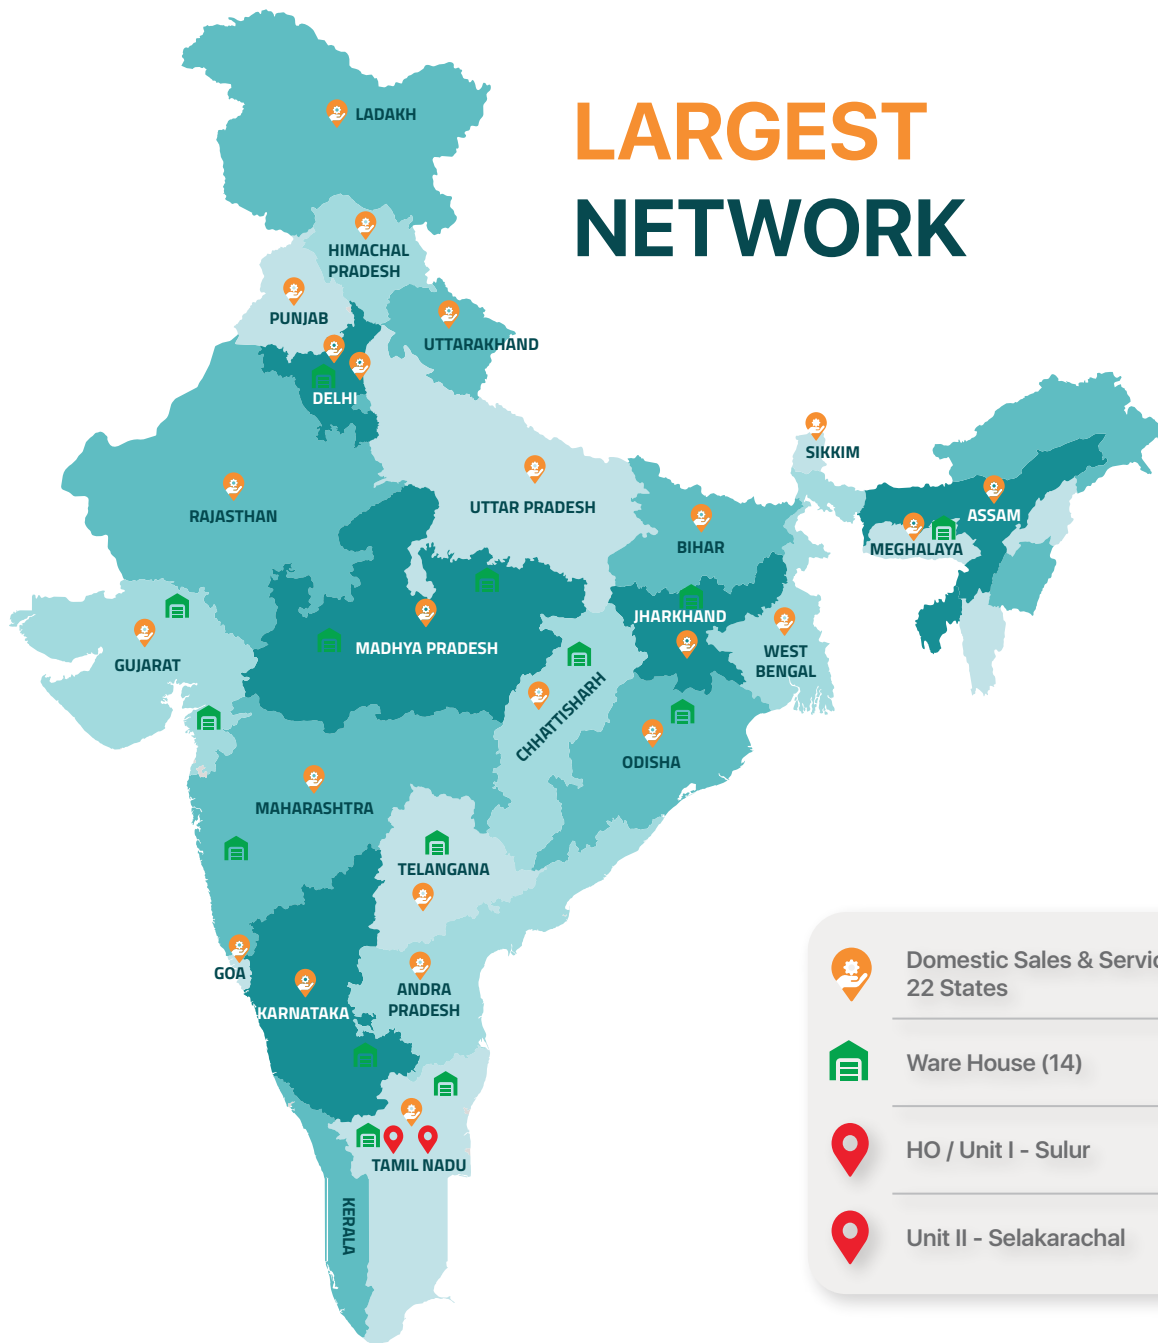 LARGEST
NETWORK
LADAKH
HIMACHAL
PRADESH
PUNJAB
UTTARAKHAND
DELHI
SIKKIM
RAJASTHAN
UTTAR PRADESH
ASSAM
BIHAR
MEGHALAYA
JHARKHAND
MADHYA PRADESH
WEST
BENGAL
GUJARAT
CHHATTISHARH
ODISHA
MAHARASHTRA
TELANGANA
GOA
ANDRA
PRADESH
KARNATAKA
TAMIL NADU
KERALA
Domestic Sales & Servic
22 States
Ware House (14)
HO / Unit I - Sulur
Unit II - Selakarachal